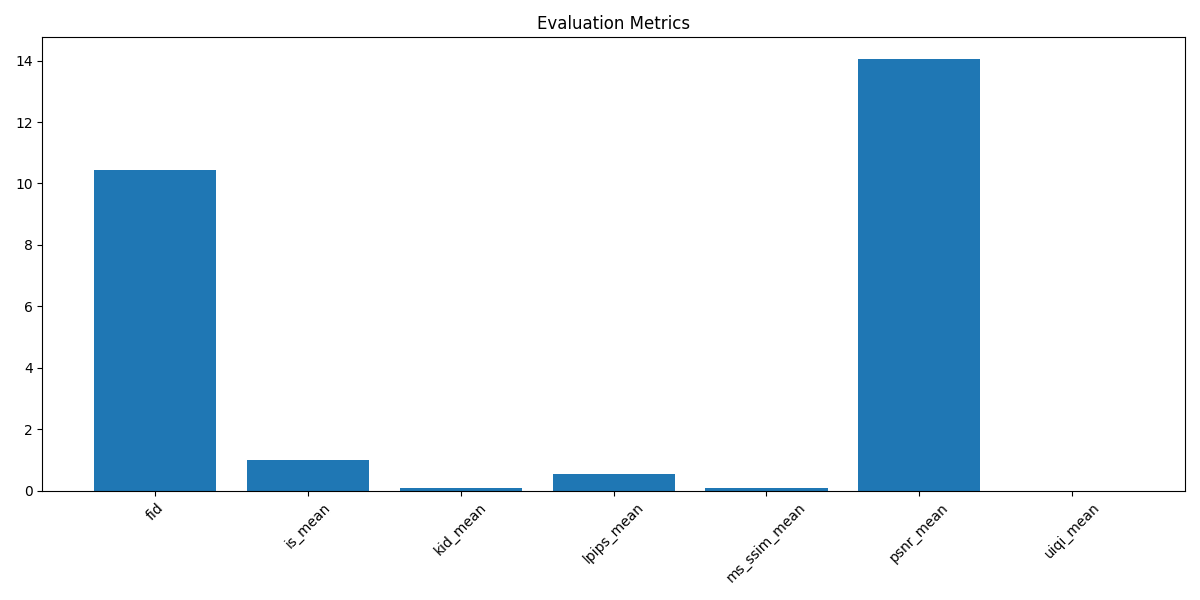 Evaluation Metrics
14
12
10
8
6
4
2
0
fid
is_mean
kid_mean
lpips_mean
ms_ssim_mean
psnr_mean
uiqi_mean